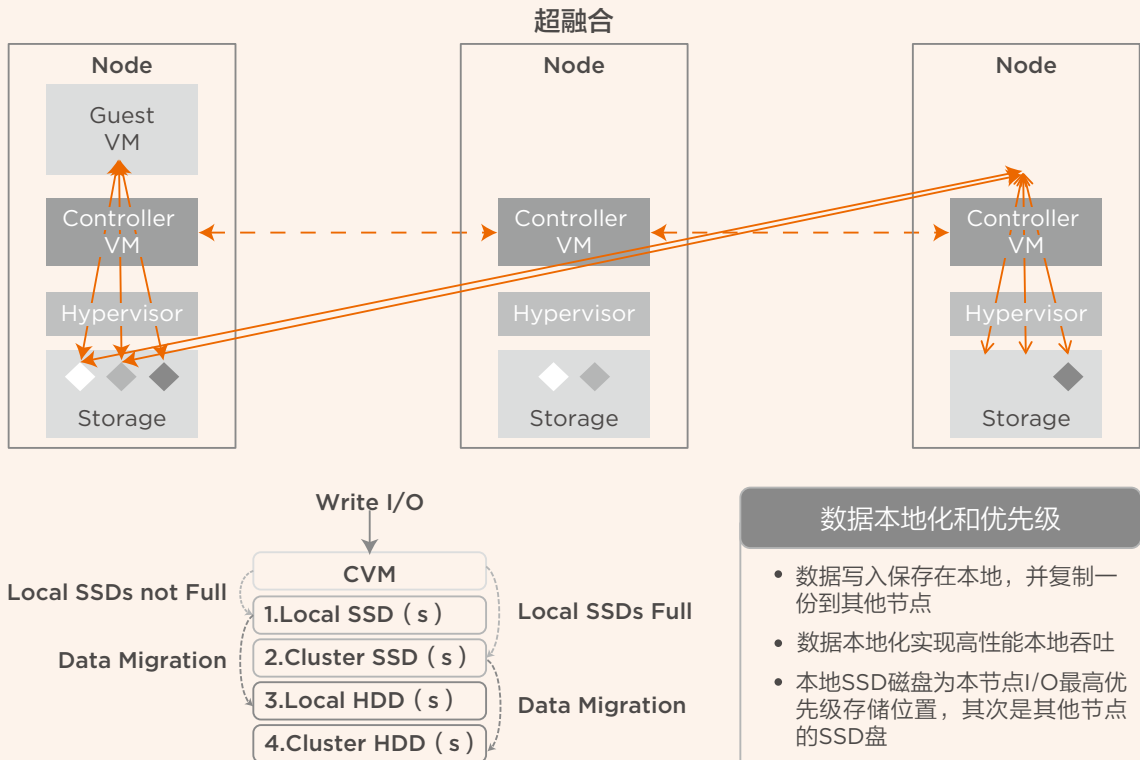 超融合
Node
Guest
VM
Controller
VM
Hypervisor
Storage
Node
Controller
VM
Hypervisor
Storage
Node
Controller
VM
Hypervisor
Storage
Write I/O
CVM
Local SSDs not Full
1.Local SSD（s）
Local SSDs Full
Data Migration
2.Cluster SSD（s）
3.Local HDD（s）
Data Migration
4.Cluster HDD（s）
数据本地化和优先级
• 数据写入保存在本地，并复制一
份到其他节点
• 数据本地化实现高性能本地吞吐
• 本地SSD磁盘为本节点I/O最高优
先级存储位置，其次是其他节点
的SSD盘